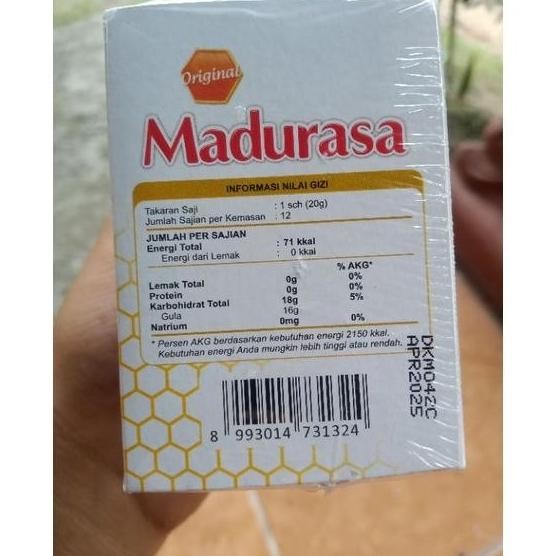 Original
Madurasa
INFORMASI NILAI GIZI
Takaran Saji : 1 sch (20g)
Jumlah Sajian per Kemasan : 12
JUMLAH PER SAJIAN
Energi Total : 71 kkal
Energi dari Lemak : 0 kkal
% AKG*
Lemak Total 0g 0%
Protein 0g 0%
Karbohidrat Total 18g 5%
Gula 16g
Natrium 0mg 0%
* Persen AKG berdasarkan kebutuhan energi 2150 kkal.
Kebutuhan energi Anda mungkin lebih tinggi atau rendah.
DKM042C
APR2025
8 993014 731324